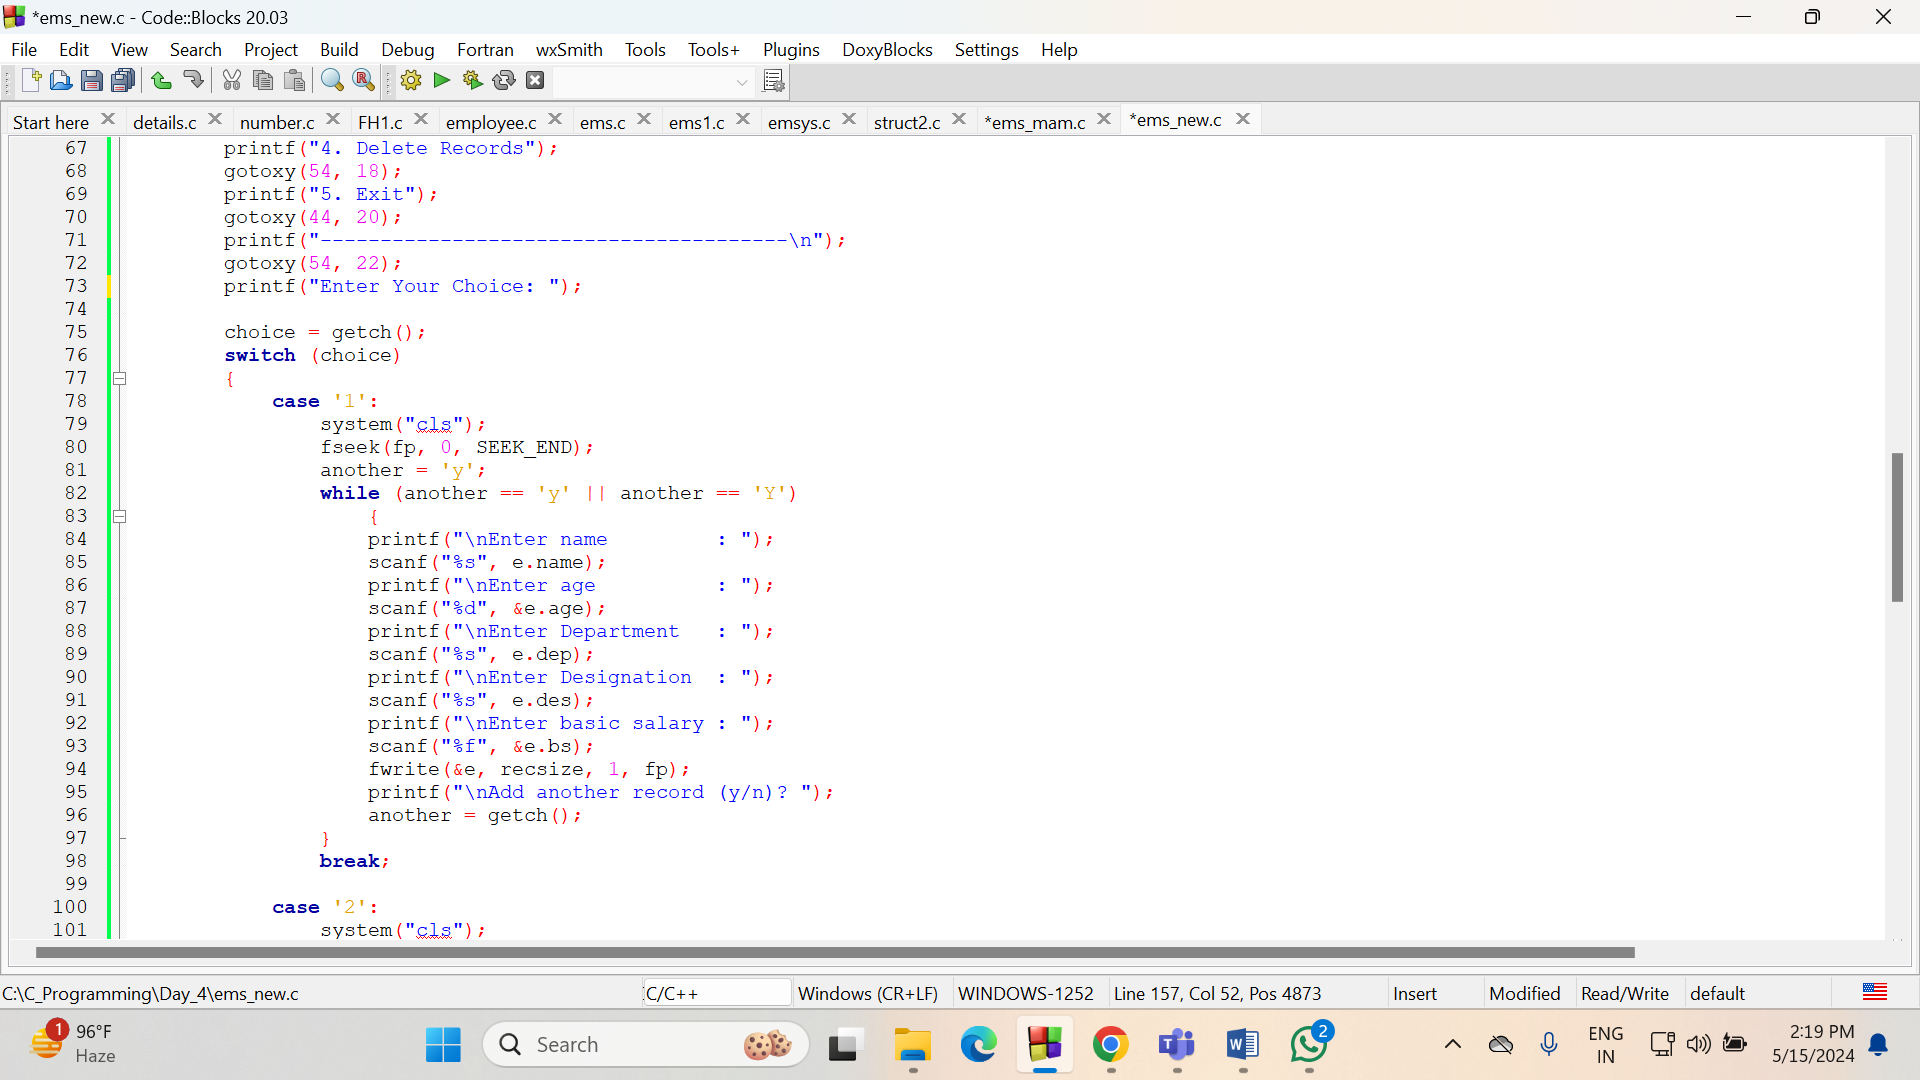 *ems_new.c - Code::Blocks 20.03
File Edit View Search Project Build Debug Fortran wxSmith Tools Tools+ Plugins DoxyBlocks Settings Help
Start here details.c number.c FH1.c employee.c ems.c ems1.c emsys.c struct2.c *ems_mam.c *ems_new.c
67 printf("4. Delete Records");
68 gotoxy(54, 18);
69 printf("5. Exit");
70 gotoxy(44, 20);
71 printf("---------------------------------------\n");
72 gotoxy(54, 22);
73 printf("Enter Your Choice: ");
74
75 choice = getch();
76 switch (choice)
77 {
78 case '1':
79 system("cls");
80 fseek(fp, 0, SEEK_END);
81 another = 'y';
82 while (another == 'y' || another == 'Y')
83 {
84 printf("\nEnter name         : ");
85 scanf("%s", e.name);
86 printf("\nEnter age          : ");
87 scanf("%d", &e.age);
88 printf("\nEnter Department   : ");
89 scanf("%s", e.dep);
90 printf("\nEnter Designation  : ");
91 scanf("%s", e.des);
92 printf("\nEnter basic salary : ");
93 scanf("%f", &e.bs);
94 fwrite(&e, recsize, 1, fp);
95 printf("\nAdd another record (y/n)? ");
96 another = getch();
97 }
98 break;
99
100 case '2':
101 system("cls");
C:\C_Programming\Day_4\ems_new.c C/C++ Windows (CR+LF) WINDOWS-1252 Line 157, Col 52, Pos 4873 Insert Modified Read/Write default
1 96°F
Haze
Search
2
ENG
IN
2:19 PM
5/15/2024